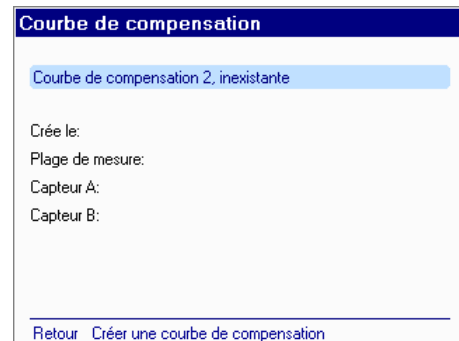 Courbe de compensation
Courbe de compensation 2, inexistante
Crée le:
Plage de mesure:
Capteur A:
Capteur B:
Retour Créer une courbe de compensation